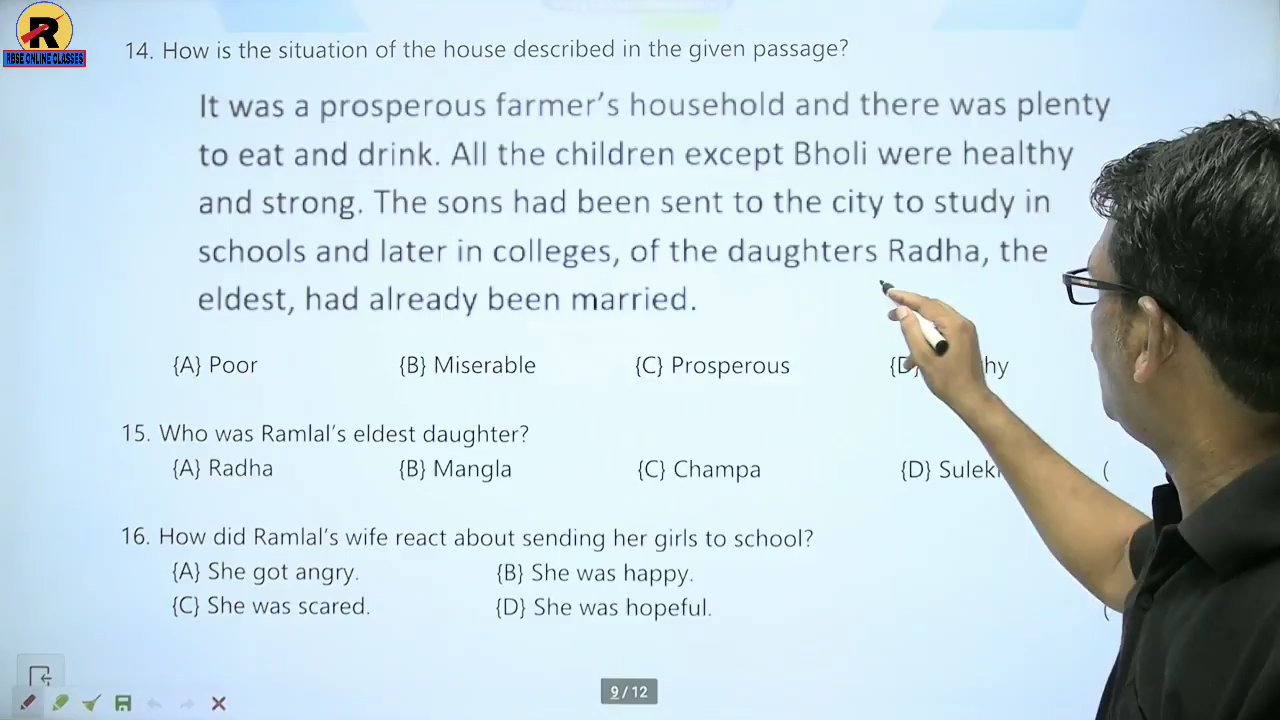 R
RBSE ONLINE CLASSES
14. How is the situation of the house described in the given passage?
It was a prosperous farmer's household and there was plenty
to eat and drink. All the children except Bholi were healthy
and strong. The sons had been sent to the city to study in
schools and later in colleges, of the daughters Radha, the
eldest, had already been married.
{A} Poor {B} Miserable {C} Prosperous {D}
15. Who was Ramlal's eldest daughter?
{A} Radha {B} Mangla {C} Champa {D} (
16. How did Ramlal's wife react about sending her girls to school?
{A} She got angry. {B} She was happy.
{C} She was scared. {D} She was hopeful. (
9/12